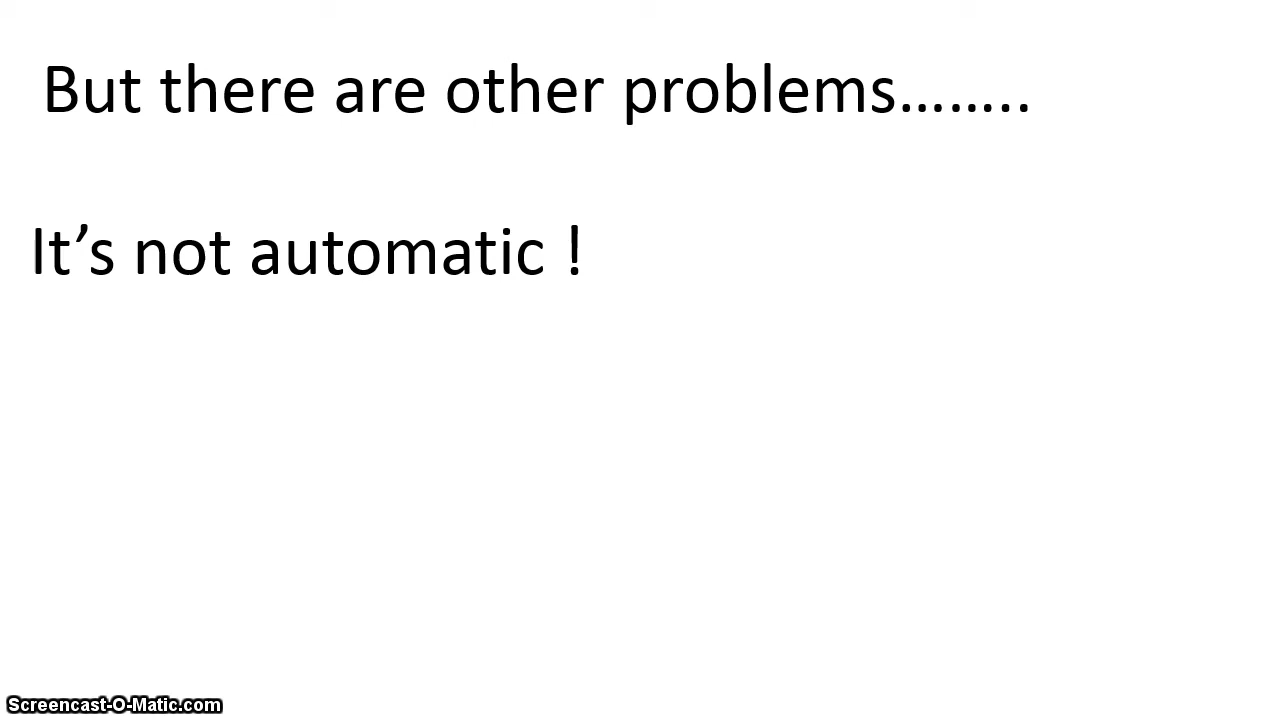 But there are other problems……..
It’s not automatic !
Screencast-O-Matic.com